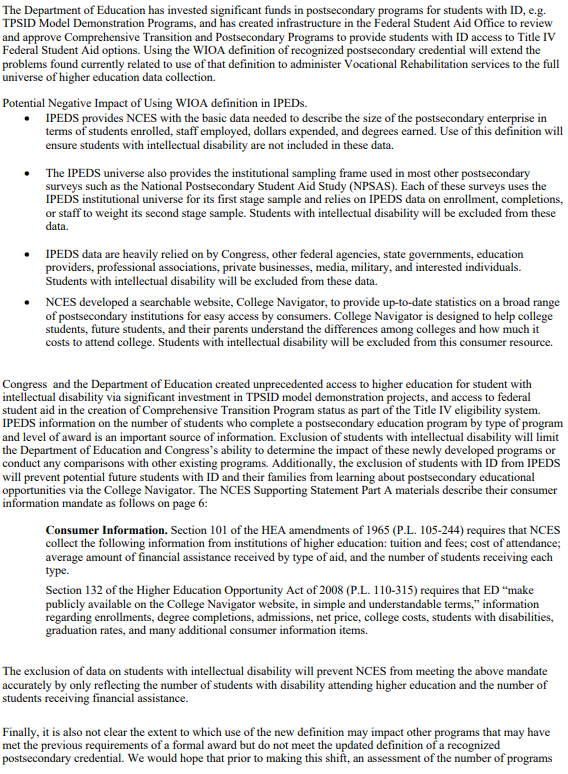 The Department of Education has invested significant funds in postsecondary programs for students with ID, e.g.
TPSID Model Demonstration Programs, and has created infrastructure in the Federal Student Aid Office to review
and approve Comprehensive Transition and Postsecondary Programs to provide students with ID access to Title IV
Federal Student Aid options. Using the WIOA definition of recognized postsecondary credential will extend the
problems found currently related to use of that definition to administer Vocational Rehabilitation services to the full
universe of higher education data collection.
Potential Negative Impact of Using WIOA definition in IPEDs.
• IPEDS provides NCES with the basic data needed to describe the size of the postsecondary enterprise in
terms of students enrolled, staff employed, dollars expended, and degrees earned. Use of this definition will
ensure students with intellectual disability are not included in these data.
• The IPEDS universe also provides the institutional sampling frame used in most other postsecondary
surveys such as the National Postsecondary Student Aid Study (NPSAS). Each of these surveys uses the
IPEDS institutional universe for its first stage sample and relies on IPEDS data on enrollment, completions,
or staff to weight its second stage sample. Students with intellectual disability will be excluded from these
data.
• IPEDS data are heavily relied on by Congress, other federal agencies, state governments, education
providers, professional associations, private businesses, media, military, and interested individuals.
Students with intellectual disability will be excluded from these data.
• NCES developed a searchable website, College Navigator, to provide up-to-date statistics on a broad range
of postsecondary institutions for easy access by consumers. College Navigator is designed to help college
students, future students, and their parents understand the differences among colleges and how much it
costs to attend college. Students with intellectual disability will be excluded from this consumer resource.
Congress and the Department of Education created unprecedented access to higher education for student with
intellectual disability via significant investment in TPSID model demonstration projects, and access to federal
student aid in the creation of Comprehensive Transition Program status as part of the Title IV eligibility system.
IPEDS information on the number of students who complete a postsecondary education program by type of program
and level of award is an important source of information. Exclusion of students with intellectual disability will limit
the Department of Education and Congress's ability to determine the impact of these newly developed programs or
conduct any comparisons with other existing programs. Additionally, the exclusion of students with ID from IPEDS
will prevent potential future students with ID and their families from learning about postsecondary educational
opportunities via the College Navigator. The NCES Supporting Statement Part A materials describe their consumer
information mandate as follows on page 6:
Consumer Information. Section 101 of the HEA amendments of 1965 (P.L. 105-244) requires that NCES
collect the following information from institutions of higher education: tuition and fees; cost of attendance;
average amount of financial assistance received by type of aid, and the number of students receiving each
type.
Section 132 of the Higher Education Opportunity Act of 2008 (P.L. 110-315) requires that ED “make
publicly available on the College Navigator website, in simple and understandable terms,” information
regarding enrollments, degree completions, admissions, net price, college costs, students with disabilities,
graduation rates, and many additional consumer information items.
The exclusion of data on students with intellectual disability will prevent NCES from meeting the above mandate
accurately by only reflecting the number of students with disability attending higher education and the number of
students receiving financial assistance.
Finally, it is also not clear the extent to which use of the new definition may impact other programs that may have
met the previous requirements of a formal award but do not meet the updated definition of a recognized
postsecondary credential. We would hope that prior to making this shift, an assessment of the number of programs